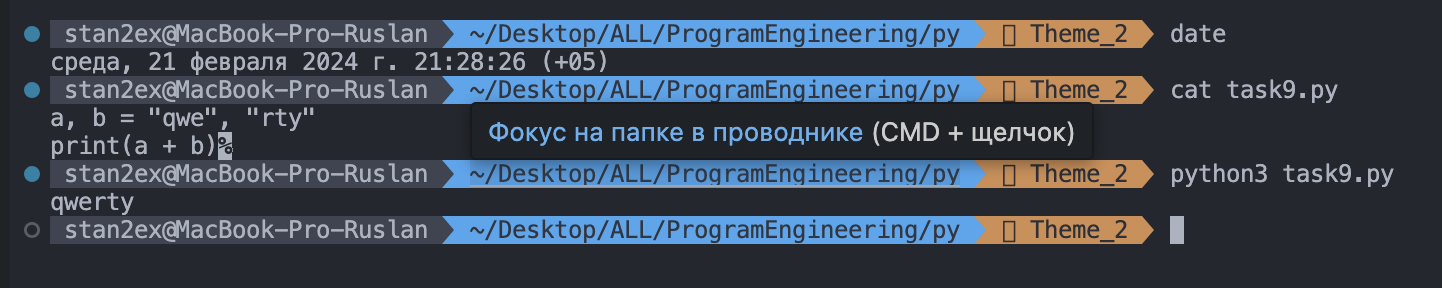 stan2ex@MacBook-Pro-Ruslan ~/Desktop/ALL/ProgramEngineering/py Theme_2 date
среда, 21 февраля 2024 г. 21:28:26 (+05)
stan2ex@MacBook-Pro-Ruslan ~/Desktop/ALL/ProgramEngineering/py Theme_2 cat task9.py
a, b = "qwe", "rty"
Фокус на папке в проводнике (CMD + щелчок)
print(a + b)%
stan2ex@MacBook-Pro-Ruslan ~/Desktop/ALL/ProgramEngineering/py Theme_2 python3 task9.py
qwerty
stan2ex@MacBook-Pro-Ruslan ~/Desktop/ALL/ProgramEngineering/py Theme_2